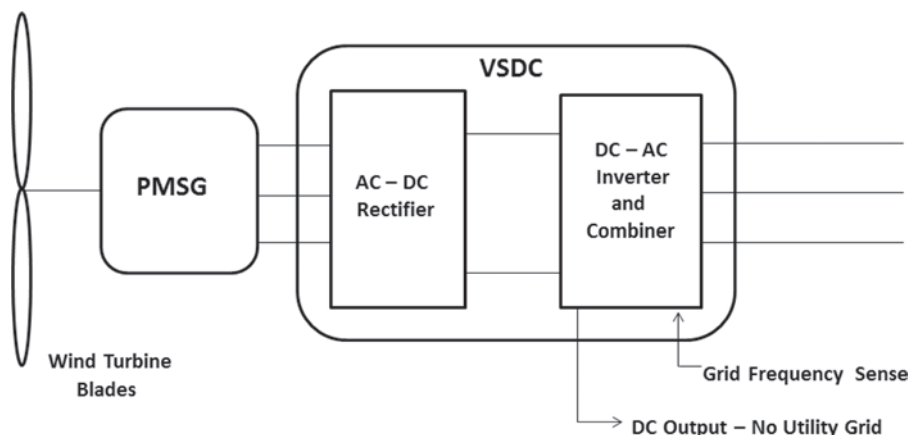 VSDC
PMSG
AC – DC
Rectifier
DC – AC
Inverter
and
Combiner
Wind Turbine
Blades
Grid Frequency Sense
DC Output – No Utility Grid